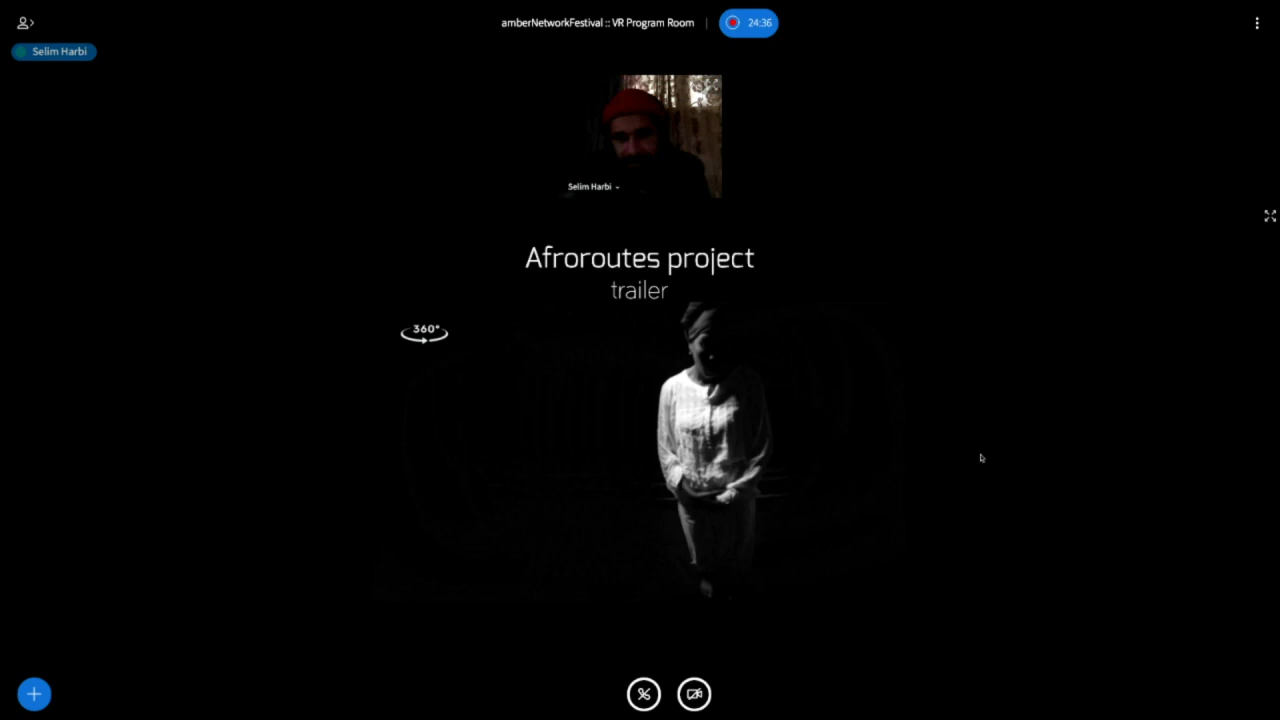 amberNetworkFestival :: VR Program Room
24:36
Selim Harbi
Selim Harbi
Afroroutes project
trailer
360°